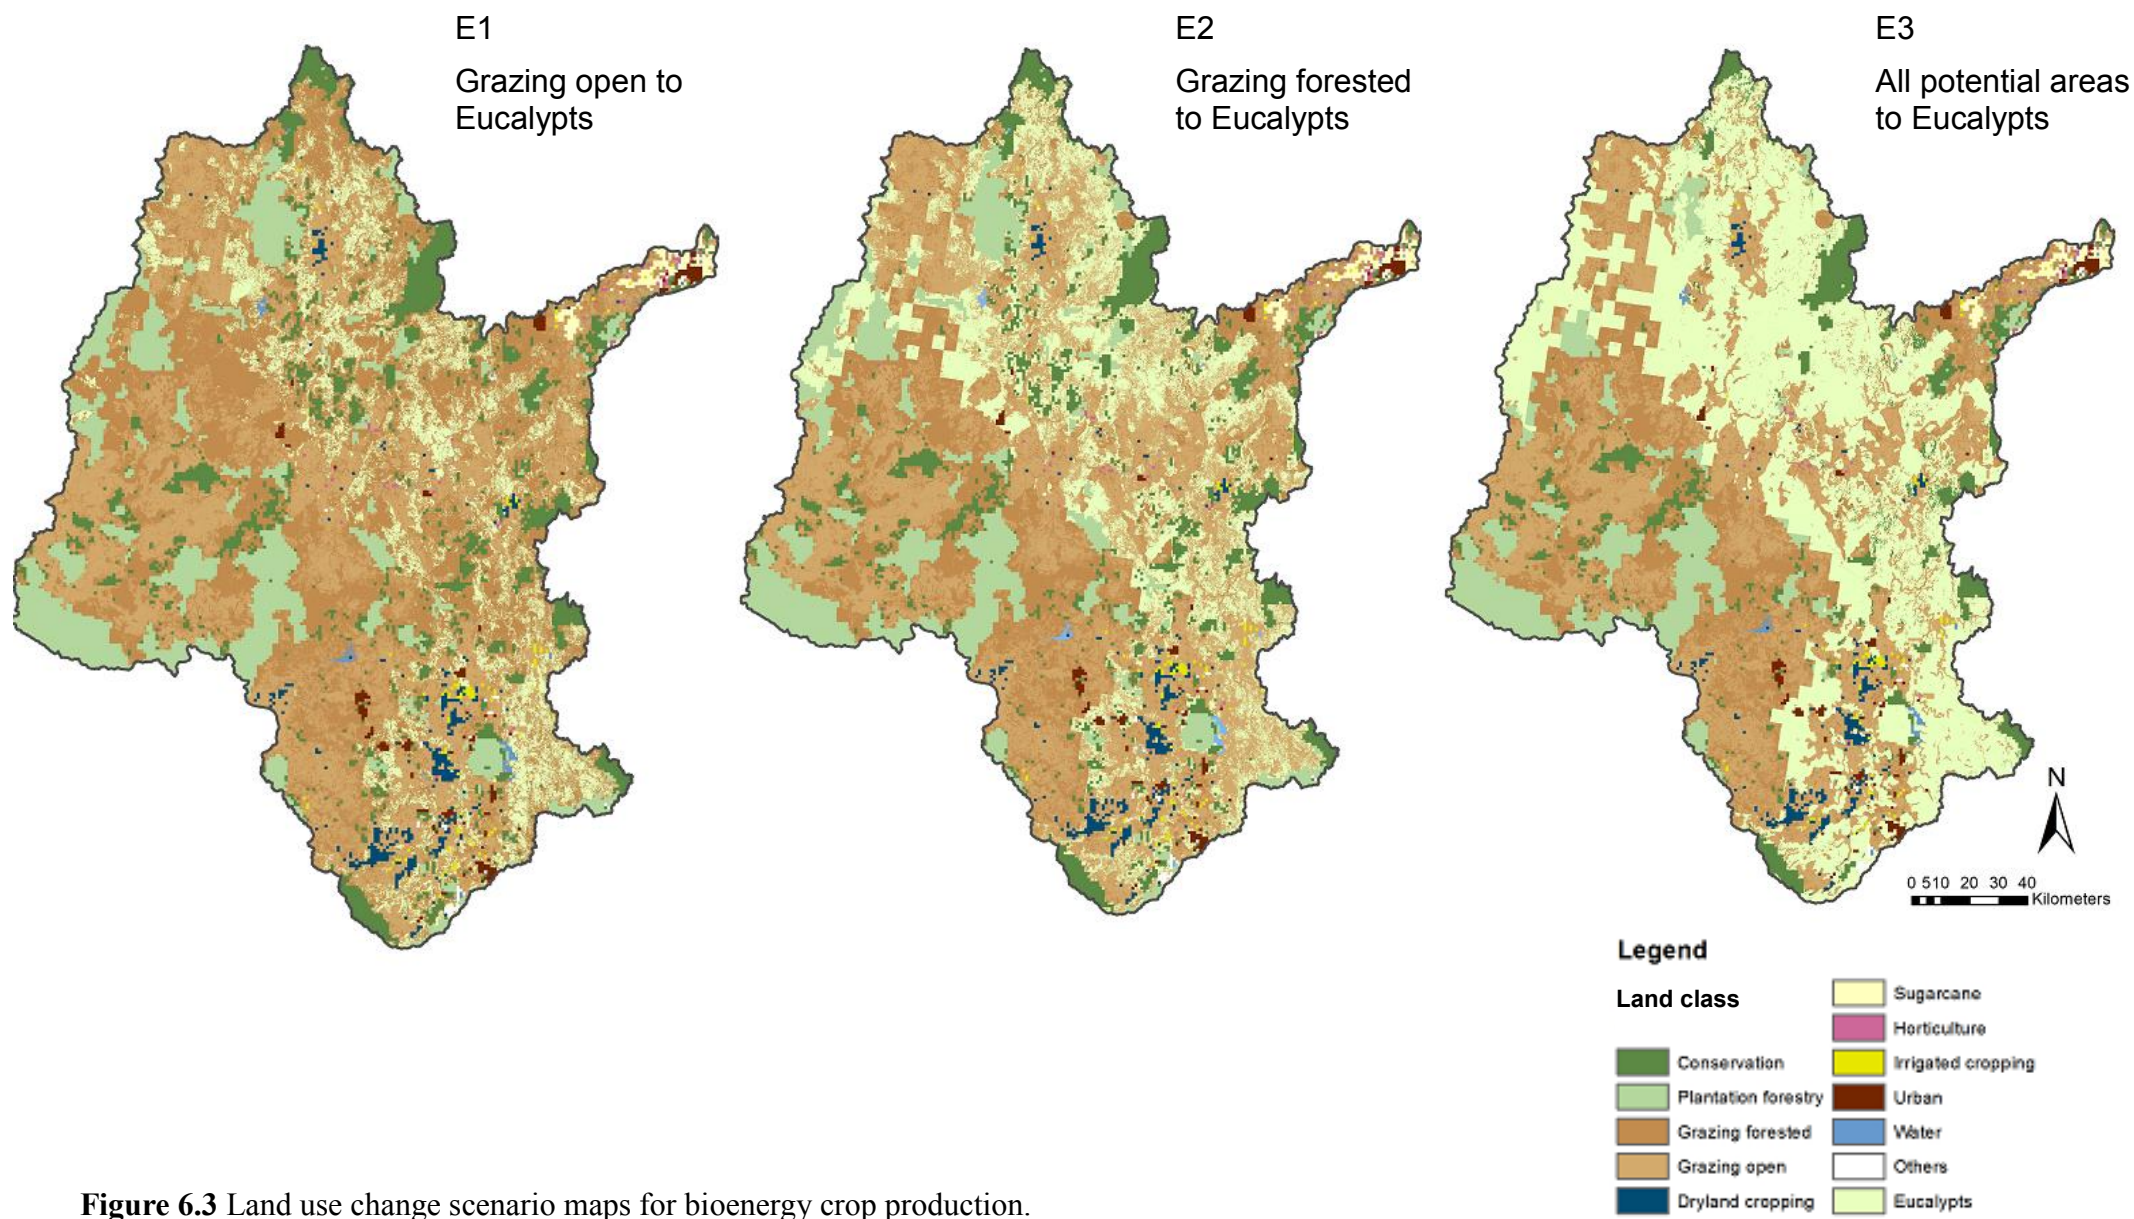 E1
Grazing open to
Eucalypts
E2
Grazing forested
to Eucalypts
E3
All potential areas
to Eucalypts
N
0 510 20 30 40
Kilometers
Legend
Land class
Conservation
Plantation forestry
Grazing forested
Grazing open
Dryland cropping
Sugarcane
Horticulture
Irrigated cropping
Urban
Water
Others
Eucalypts
Figure 6.3 Land use change scenario maps for bioenergy crop production.